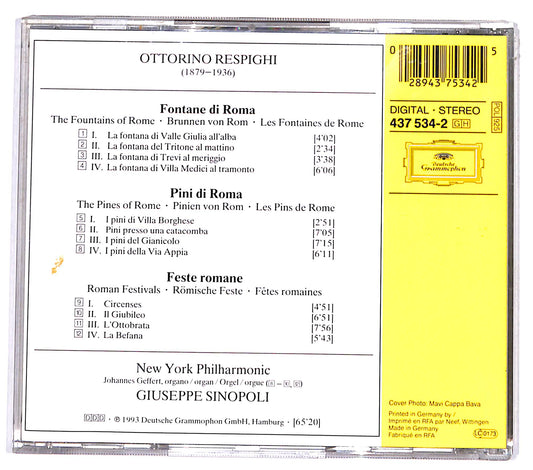 OTTORINO RESPIGHI
(1879–1936)
Fontane di Roma
The Fountains of Rome · Brunnen von Rom · Les Fontaines de Rome
1 I. La fontana di Valle Giulia all'alba [4'02]
2 II. La fontana del Tritone al mattino [2'34]
3 III. La fontana di Trevi al meriggio [3'38]
4 IV. La fontana di Villa Medici al tramonto [6'06]
Pini di Roma
The Pines of Rome · Pinien von Rom · Les Pins de Rome
5 I. I pini di Villa Borghese [2'51]
6 II. Pini presso una catacomba [7'05]
7 III. I pini del Gianicolo [7'15]
8 IV. I pini della Via Appia [6'11]
Feste romane
Roman Festivals · Römische Feste · Fêtes romaines
9 I. Circenses [4'51]
10 II. Il Giubileo [6'51]
11 III. L'Ottobrata [7'56]
12 IV. La Befana [5'43]
New York Philharmonic
Johannes Geffert, organo/organ/Orgel/orgue
GIUSEPPE SINOPOLI
DDD · ℗ 1993 Deutsche Grammophon GmbH, Hamburg · [65'20]
0 28943 75342 5
DIGITAL · STEREO
437 534-2 GH
POL 925
Deutsche
Grammophon
Cover Photo: Mavi Cappa Bava
Printed in Germany by /
Imprimé en RFA par Neef, Wittingen
Made in Germany
Fabriqué en RFA
LC 0173